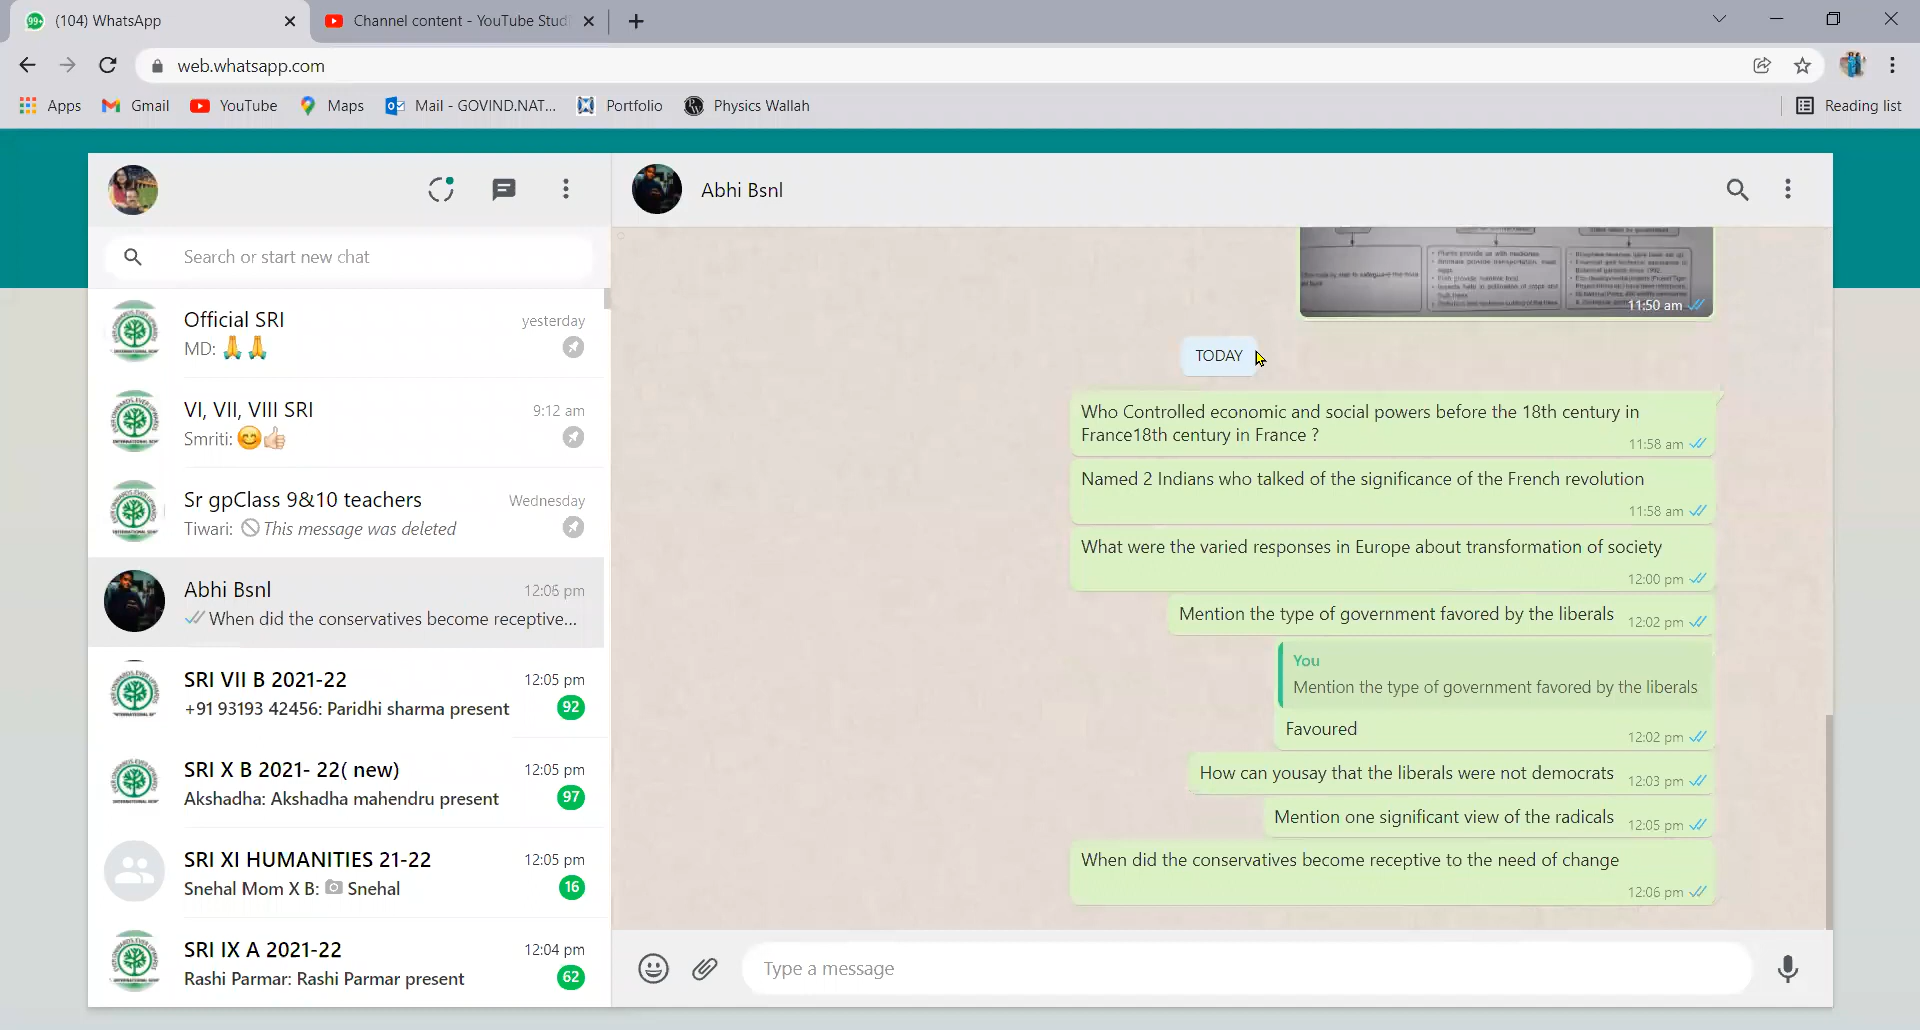 (104) WhatsApp
Channel content - YouTube Stud
web.whatsapp.com
Apps
Gmail
YouTube
Maps
Mail - GOVIND.NAT...
Portfolio
Physics Wallah
Reading list
Abhi Bsnl
Search or start new chat
Official SRI
yesterday
MD: 🙏🙏
VI, VII, VIII SRI
9:12 am
Smriti: 😊👍🏻
Sr gpClass 9&10 teachers
Wednesday
Tiwari: This message was deleted
Abhi Bsnl
12:06 pm
When did the conservatives become receptive...
SRI VII B 2021-22
12:05 pm
+91 93193 42456: Paridhi sharma present
92
SRI X B 2021- 22( new)
12:05 pm
Akshadha: Akshadha mahendru present
97
SRI XI HUMANITIES 21-22
12:05 pm
Snehal Mom X B: Snehal
16
SRI IX A 2021-22
12:04 pm
Rashi Parmar: Rashi Parmar present
62
11:50 am
TODAY
Who Controlled economic and social powers before the 18th century in
France18th century in France ?
11:58 am
Named 2 Indians who talked of the significance of the French revolution
11:58 am
What were the varied responses in Europe about transformation of society
12:00 pm
Mention the type of government favored by the liberals
12:02 pm
You
Mention the type of government favored by the liberals
Favoured
12:02 pm
How can yousay that the liberals were not democrats
12:03 pm
Mention one significant view of the radicals
12:05 pm
When did the conservatives become receptive to the need of change
12:06 pm
Type a message